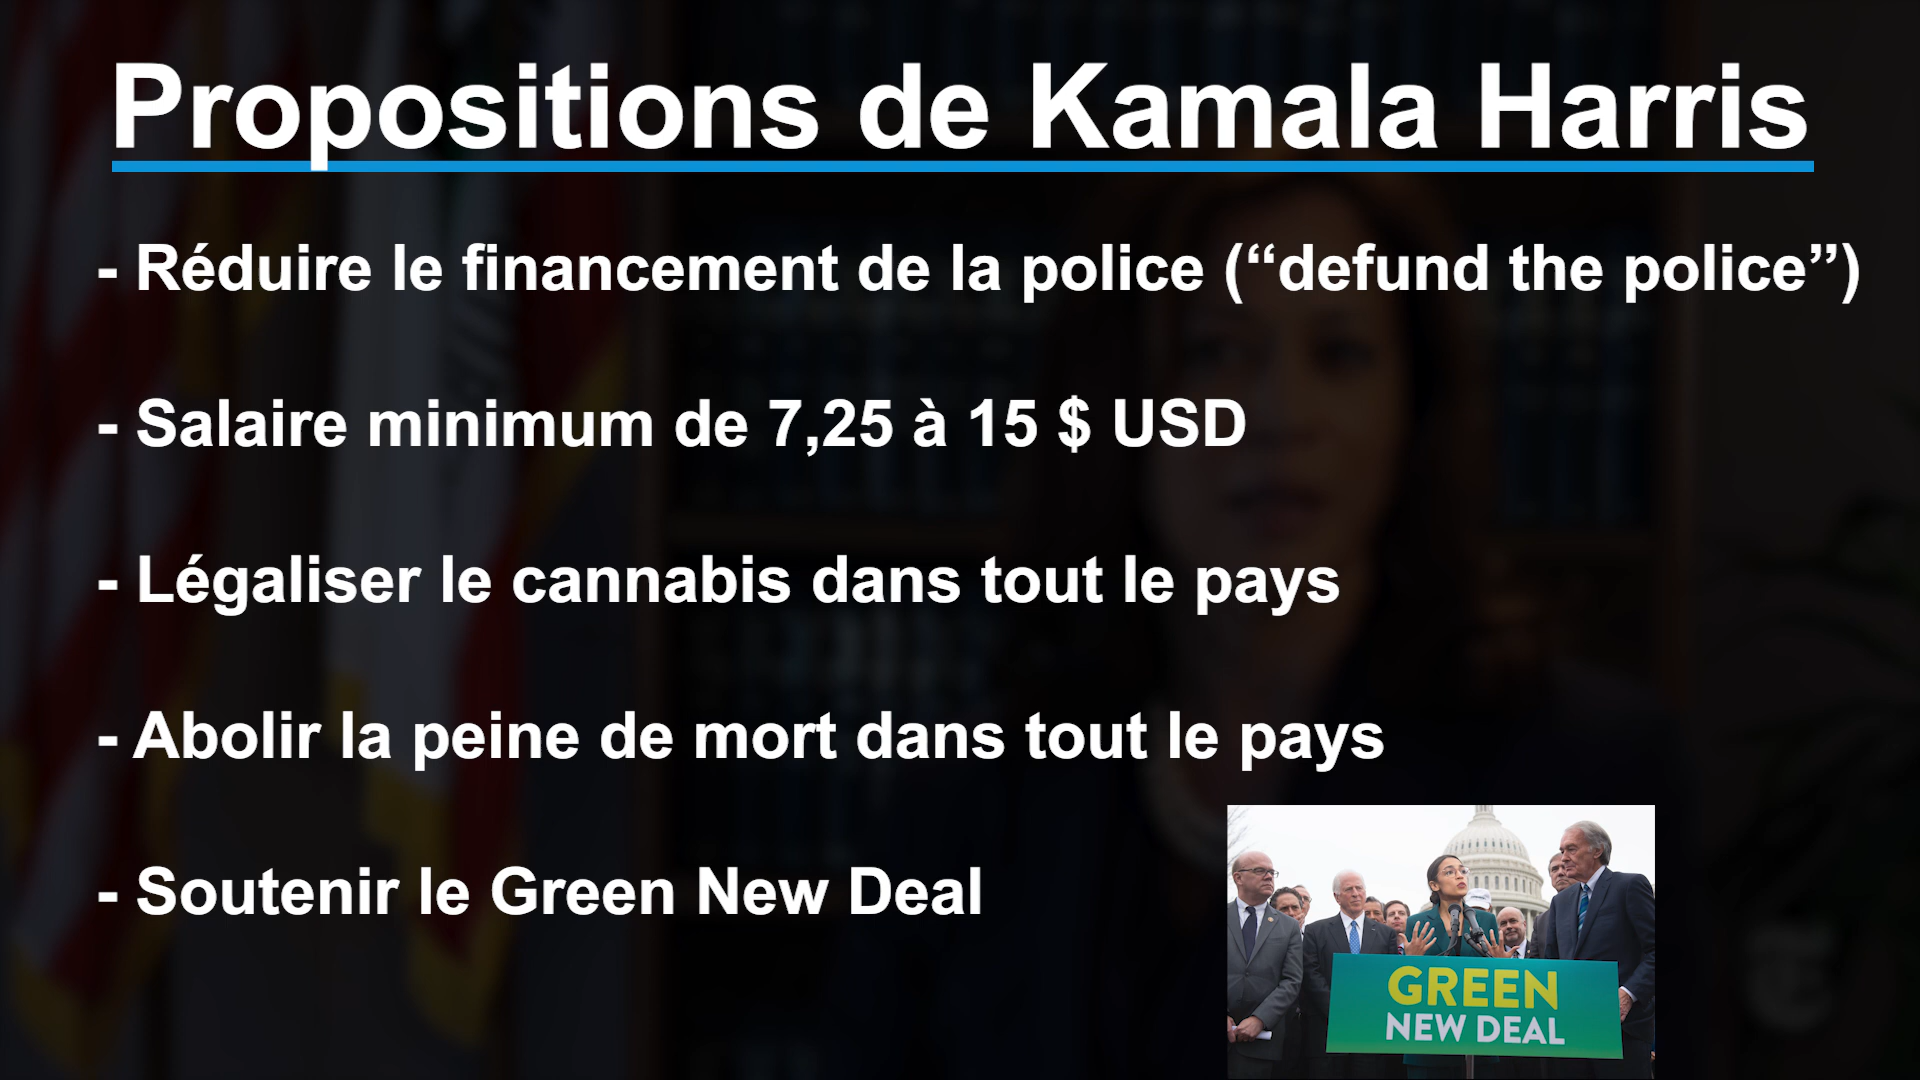 Propositions de Kamala Harris
- Réduire le financement de la police (“defund the police”)
- Salaire minimum de 7,25 à 15 $ USD
- Légaliser le cannabis dans tout le pays
- Abolir la peine de mort dans tout le pays
- Soutenir le Green New Deal
GREEN
NEW DEAL